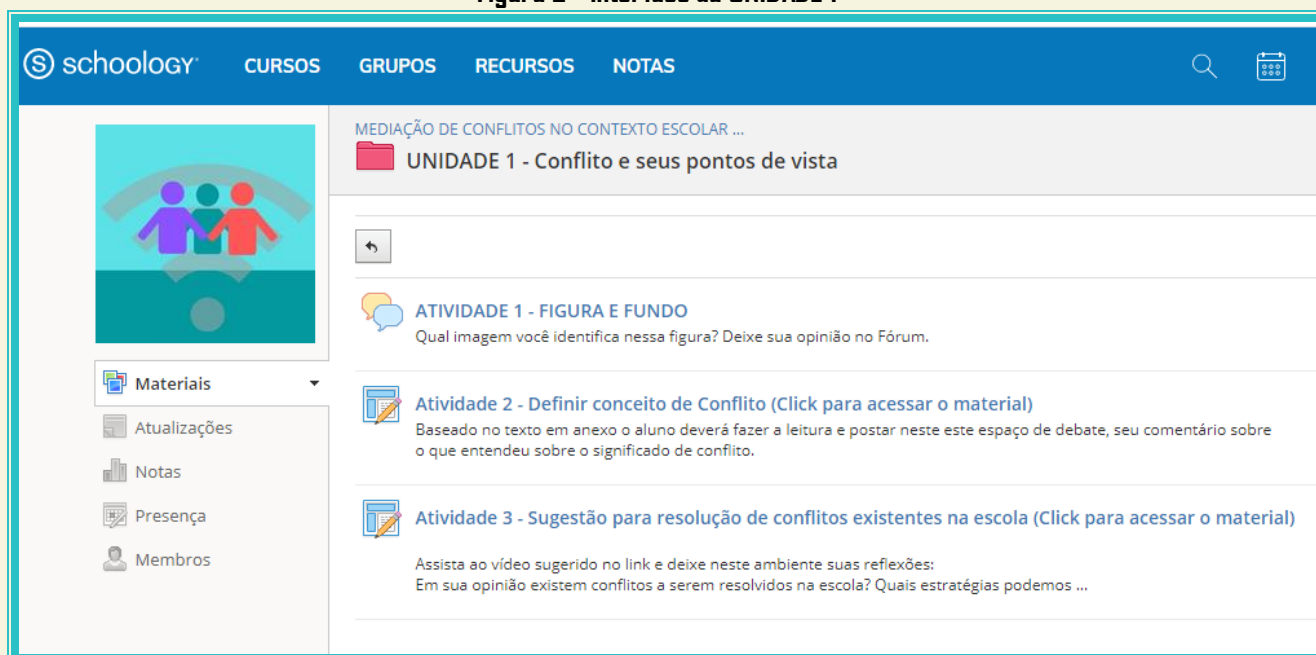 schoology CURSOS GRUPOS RECURSOS NOTAS
MEDIAÇÃO DE CONFLITOS NO CONTEXTO ESCOLAR ...
UNIDADE 1 - Conflito e seus pontos de vista
ATIVIDADE 1 - FIGURA E FUNDO
Qual imagem você identifica nessa figura? Deixe sua opinião no Fórum.
Atividade 2 - Definir conceito de Conflito (Click para acessar o material)
Baseado no texto em anexo o aluno deverá fazer a leitura e postar neste este espaço de debate, seu comentário sobre
o que entendeu sobre o significado de conflito.
Atividade 3 - Sugestão para resolução de conflitos existentes na escola (Click para acessar o material)
Assista ao vídeo sugerido no link e deixe neste ambiente suas reflexões:
Em sua opinião existem conflitos a serem resolvidos na escola? Quais estratégias podemos ...
Materiais
Atualizações
Notas
Presença
Membros